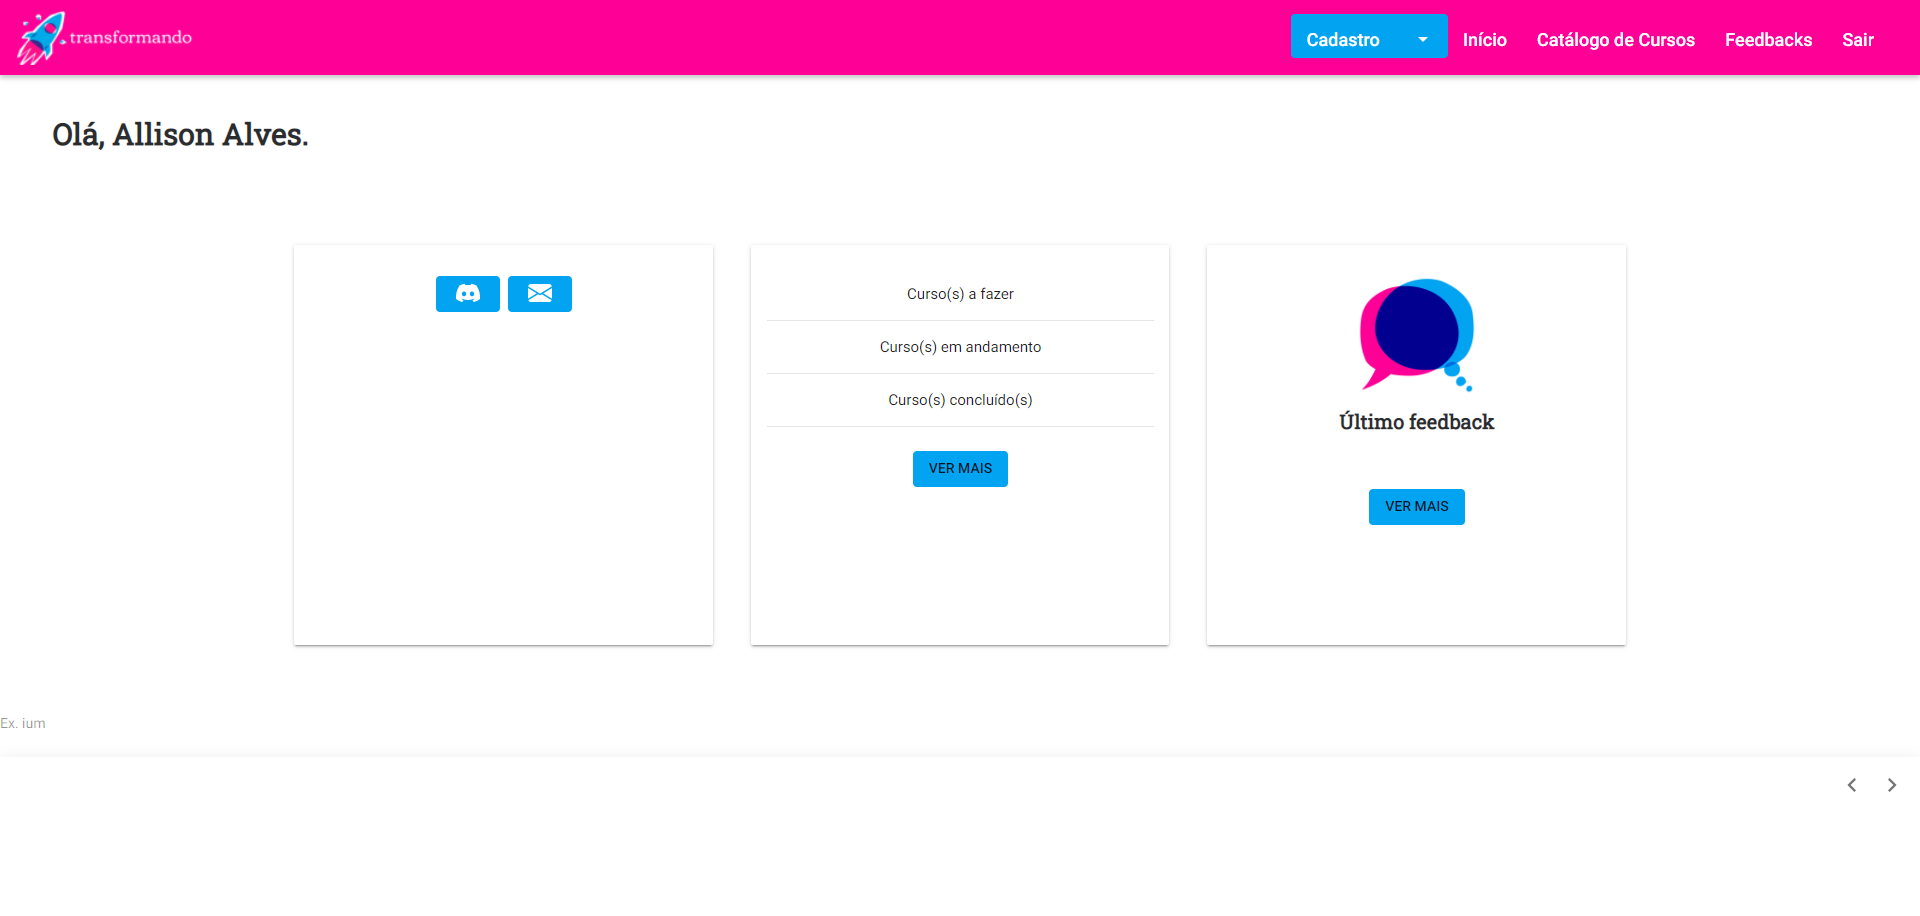 transformando
Cadastro Início Catálogo de Cursos Feedbacks Sair
Olá, Allison Alves.
Curso(s) a fazer
Curso(s) em andamento
Curso(s) concluído(s)
VER MAIS
Último feedback
VER MAIS
Ex. ium